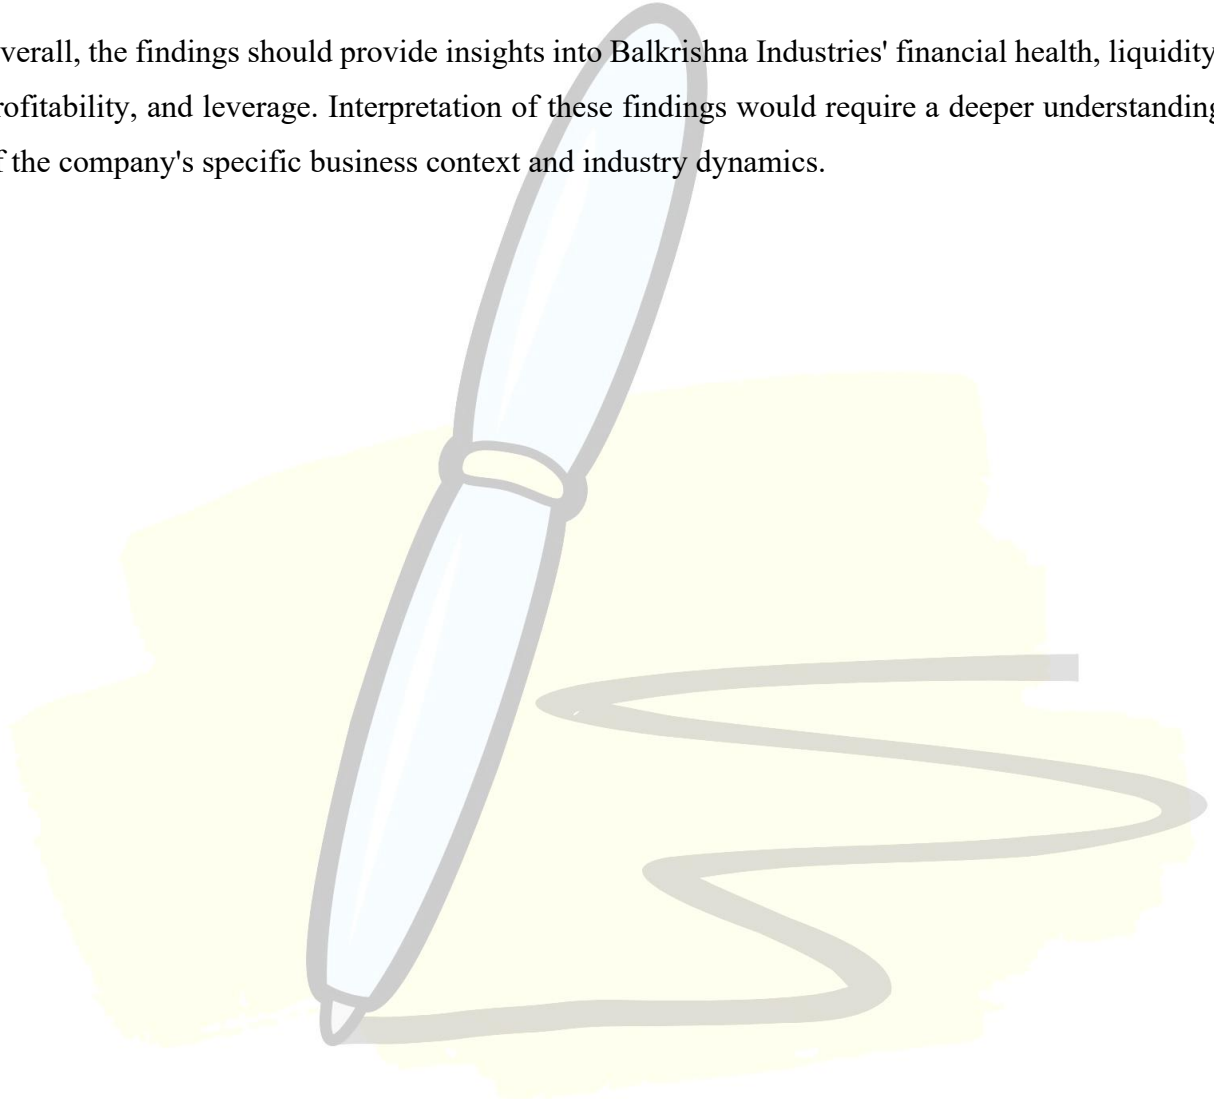 verall, the findings should provide insights into Balkrishna Industries' financial health, liquidity
rofitability, and leverage. Interpretation of these findings would require a deeper understanding
f the company's specific business context and industry dynamics.